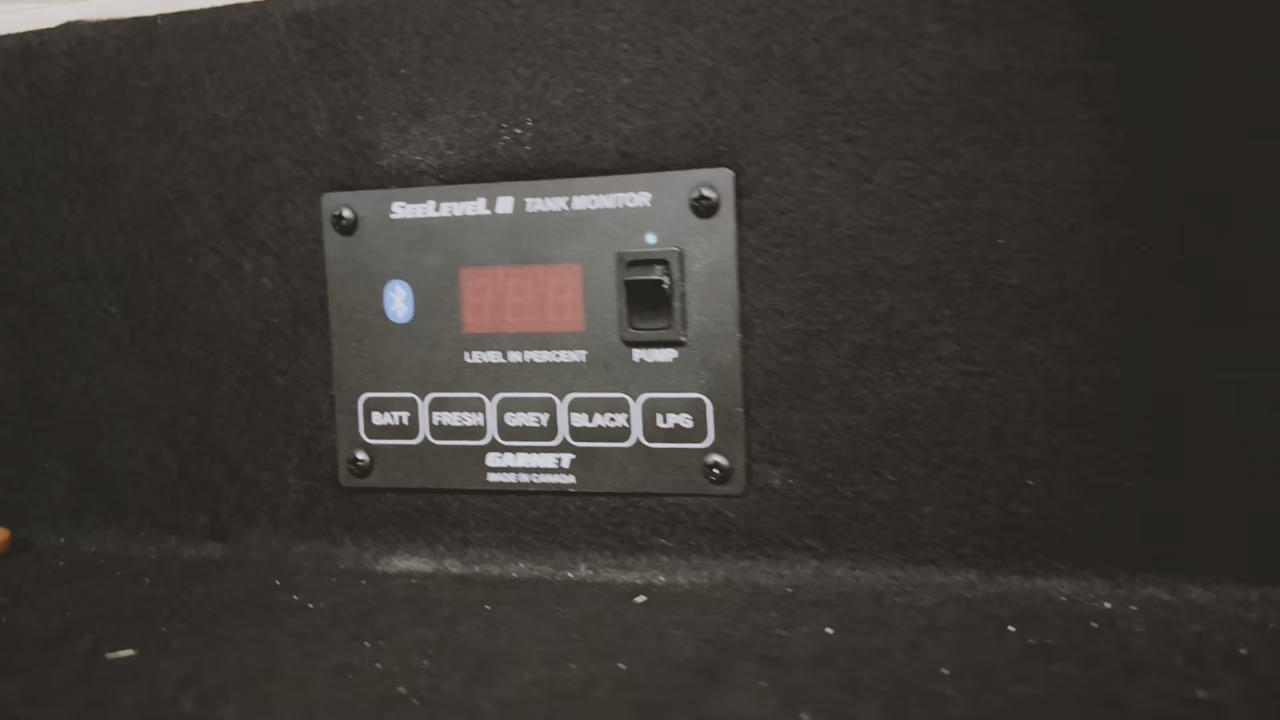 SEELEVEL II TANK MONITOR
LEVEL IN PERCENT
PUMP
BATT FRESH GREY BLACK LPG
GARNET
MADE IN CANADA